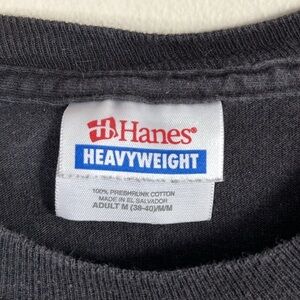 Hanes®
HEAVYWEIGHT
100% PRESHRUNK COTTON
MADE IN EL SALVADOR
ADULT M (38-40)/M/M